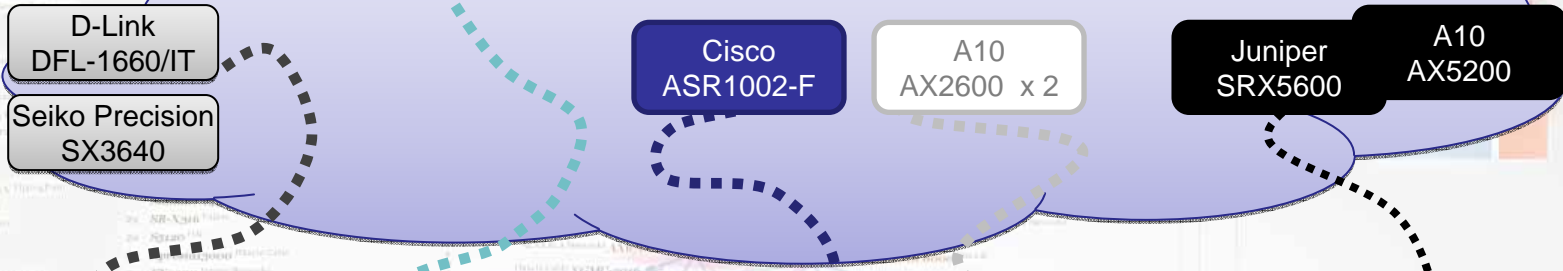 D-Link
DFL-1660/IT
Seiko Precision
SX3640
Cisco
ASR1002-F
A10
AX2600 x 2
Juniper
SRX5600
A10
AX5200